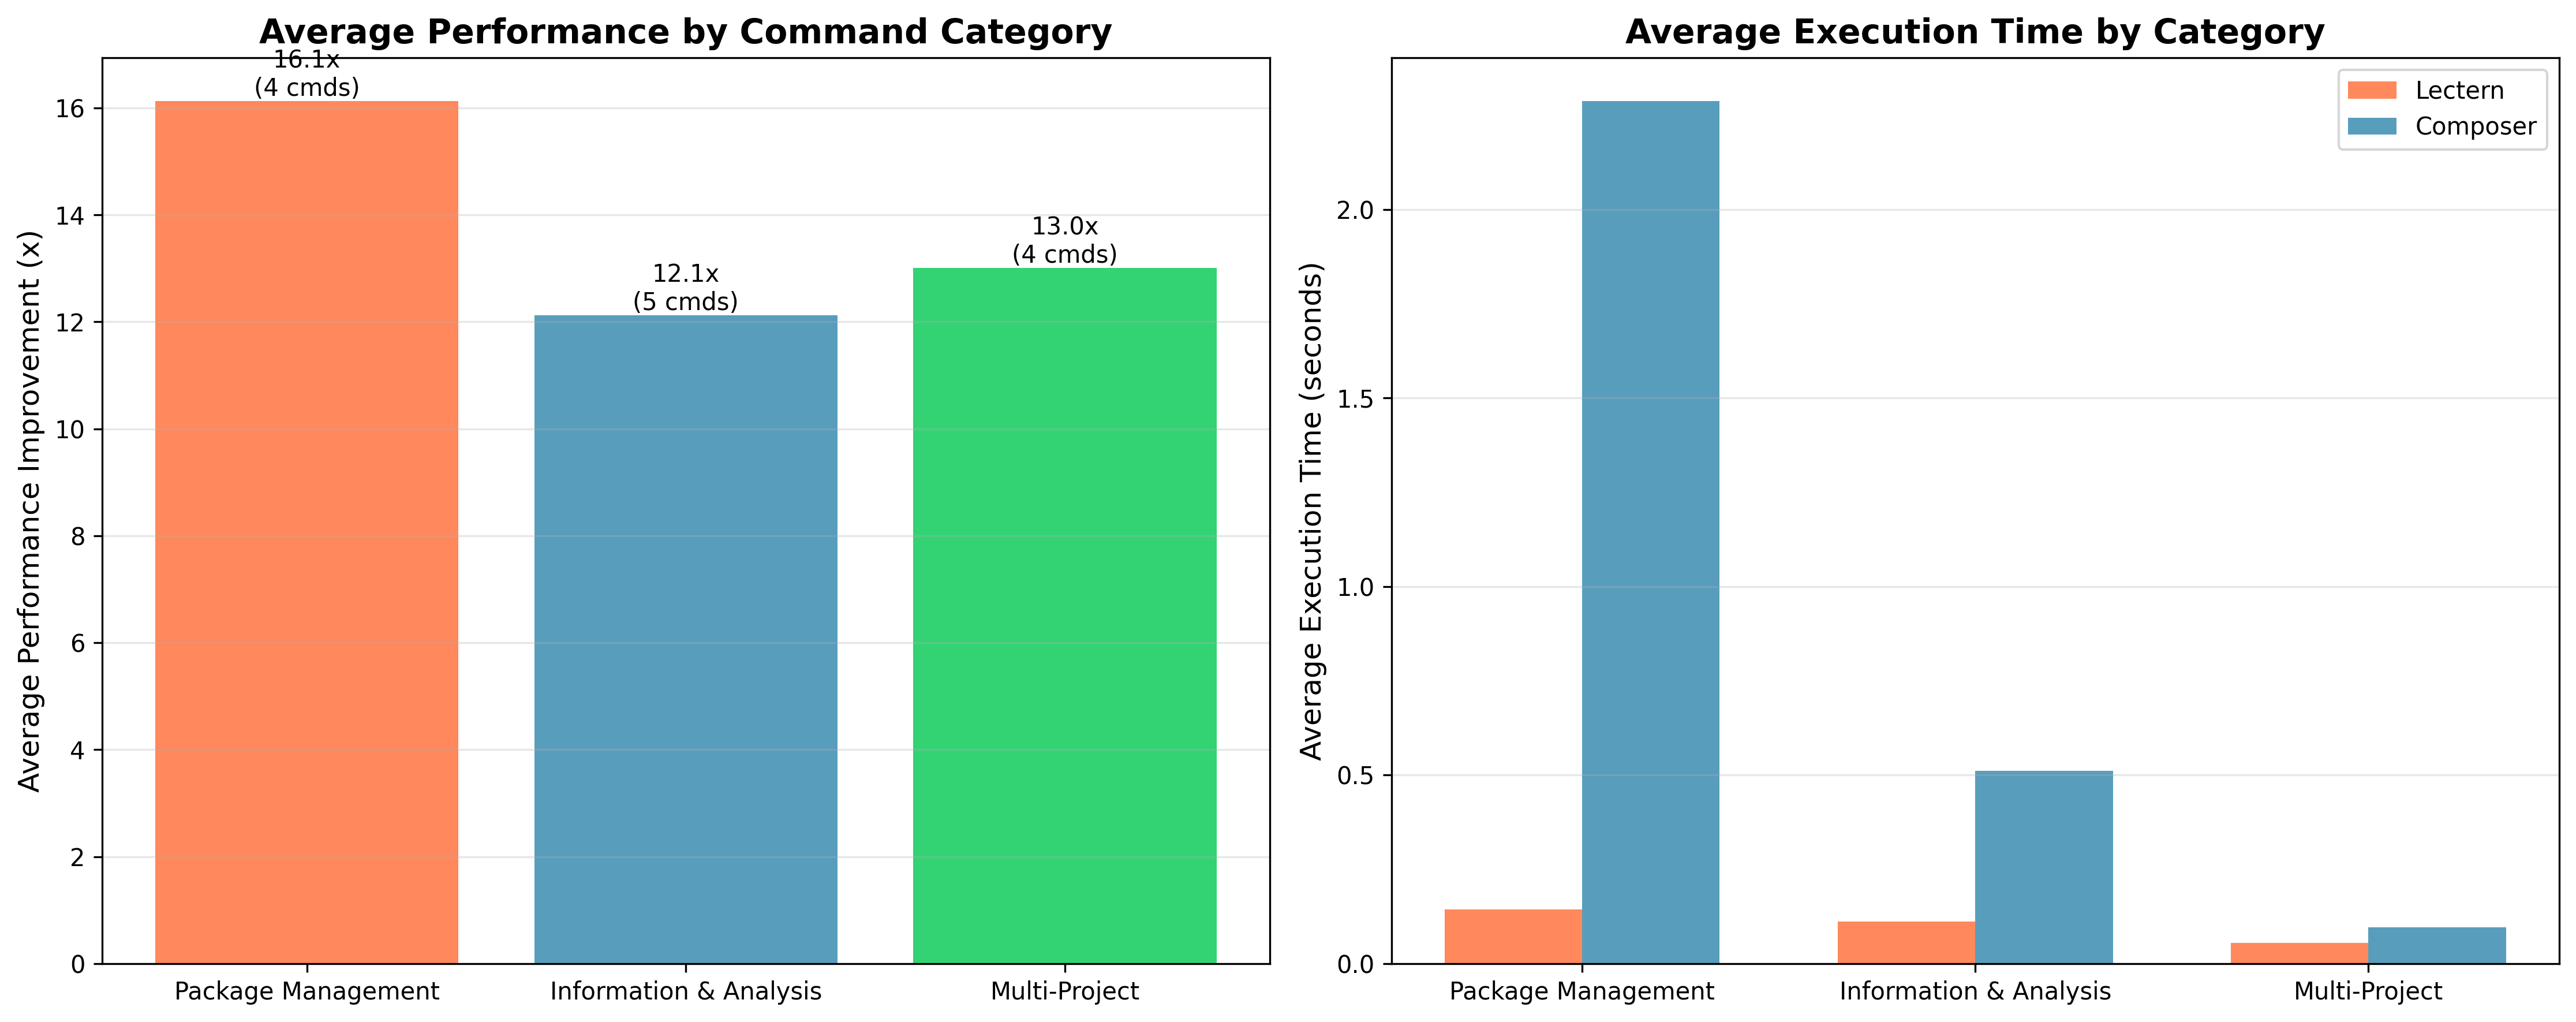 Average Performance by Command Category
Average Performance Improvement (x)
16
14
12
10
8
6
4
2
0
16.1x
(4 cmds)
12.1x
(5 cmds)
13.0x
(4 cmds)
Package Management
Information & Analysis
Multi-Project
Average Execution Time by Category
Average Execution Time (seconds)
2.0
1.5
1.0
0.5
0.0
Lectern
Composer
Package Management
Information & Analysis
Multi-Project